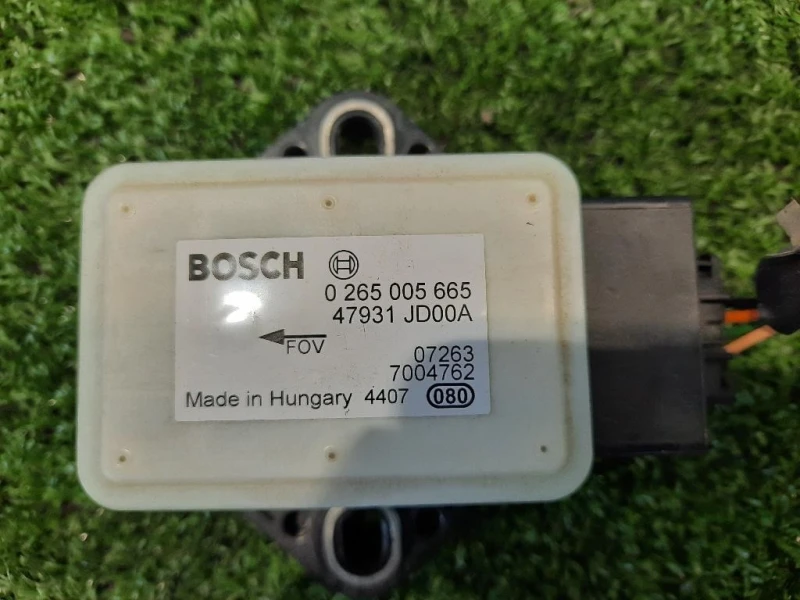 BOSCH
0 265 005 665
47931 JD00A
FOV
07263
7004762
Made in Hungary 4407 080